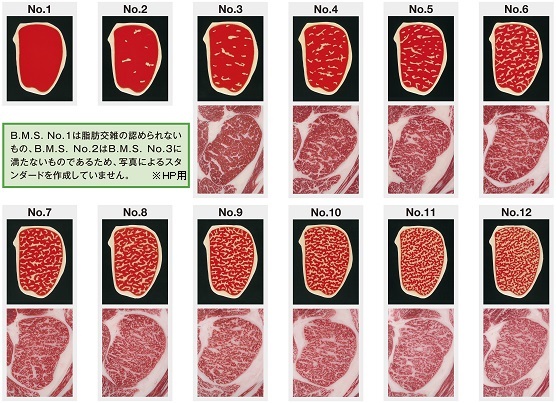 No.1 No.2 No.3 No.4 No.5 No.6
B.M.S. No.1は脂肪交雑の認められない
もの、B.M.S. No.2はB.M.S. No.3に
満たないものであるため、写真によるスタ
ンダードを作成していません。 ※HP用
No.7 No.8 No.9 No.10 No.11 No.12